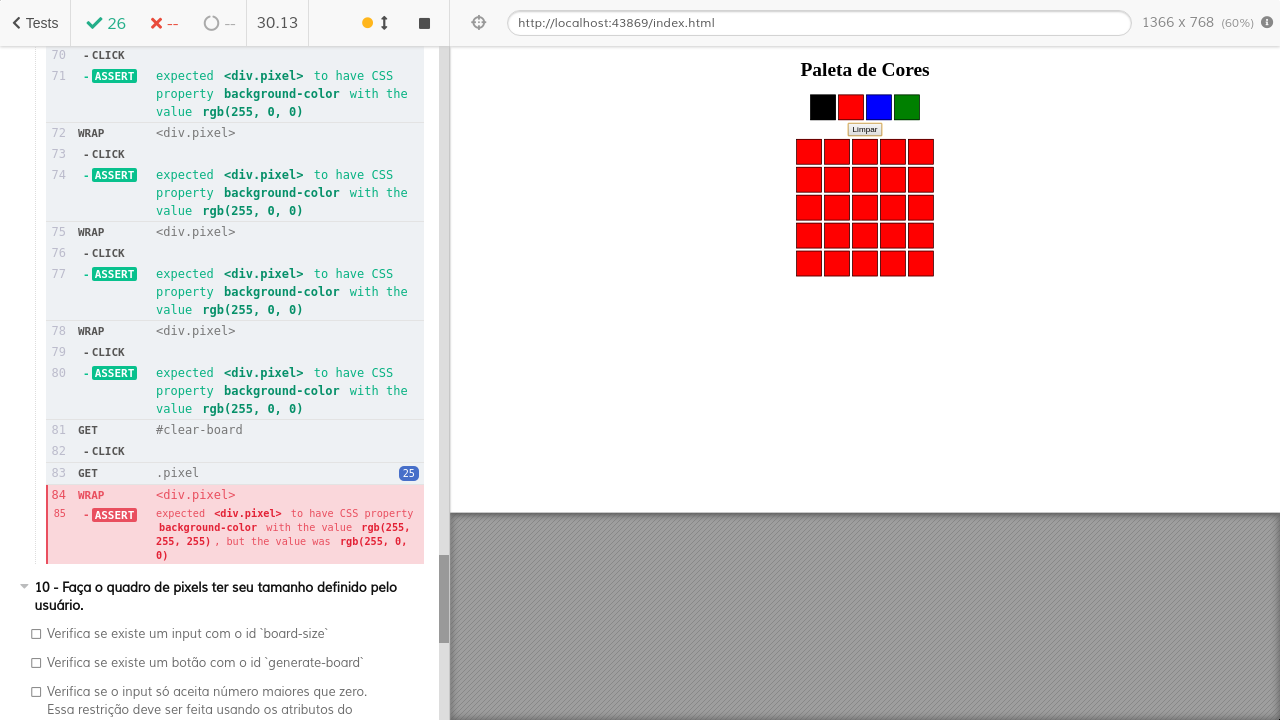 Tests
26
--
--
30.13
http://localhost:43869/index.html
1366 x 768 (60%)
70 - CLICK
71 - ASSERT expected <div.pixel> to have CSS
property background-color with the
value rgb(255, 0, 0)
72 WRAP <div.pixel>
73 - CLICK
74 - ASSERT expected <div.pixel> to have CSS
property background-color with the
value rgb(255, 0, 0)
75 WRAP <div.pixel>
76 - CLICK
77 - ASSERT expected <div.pixel> to have CSS
property background-color with the
value rgb(255, 0, 0)
78 WRAP <div.pixel>
79 - CLICK
80 - ASSERT expected <div.pixel> to have CSS
property background-color with the
value rgb(255, 0, 0)
81 GET #clear-board
82 - CLICK
83 GET .pixel 25
84 WRAP <div.pixel>
85 - ASSERT expected <div.pixel> to have CSS property
background-color with the value rgb(255,
255, 255) , but the value was rgb(255, 0,
0)
10 - Faça o quadro de pixels ter seu tamanho definido pelo
usuário.
Verifica se existe um input com o id `board-size`
Verifica se existe um botão com o id `generate-board`
Verifica se o input só aceita número maiores que zero.
Essa restrição deve ser feita usando os atributos do
Paleta de Cores
Limpar